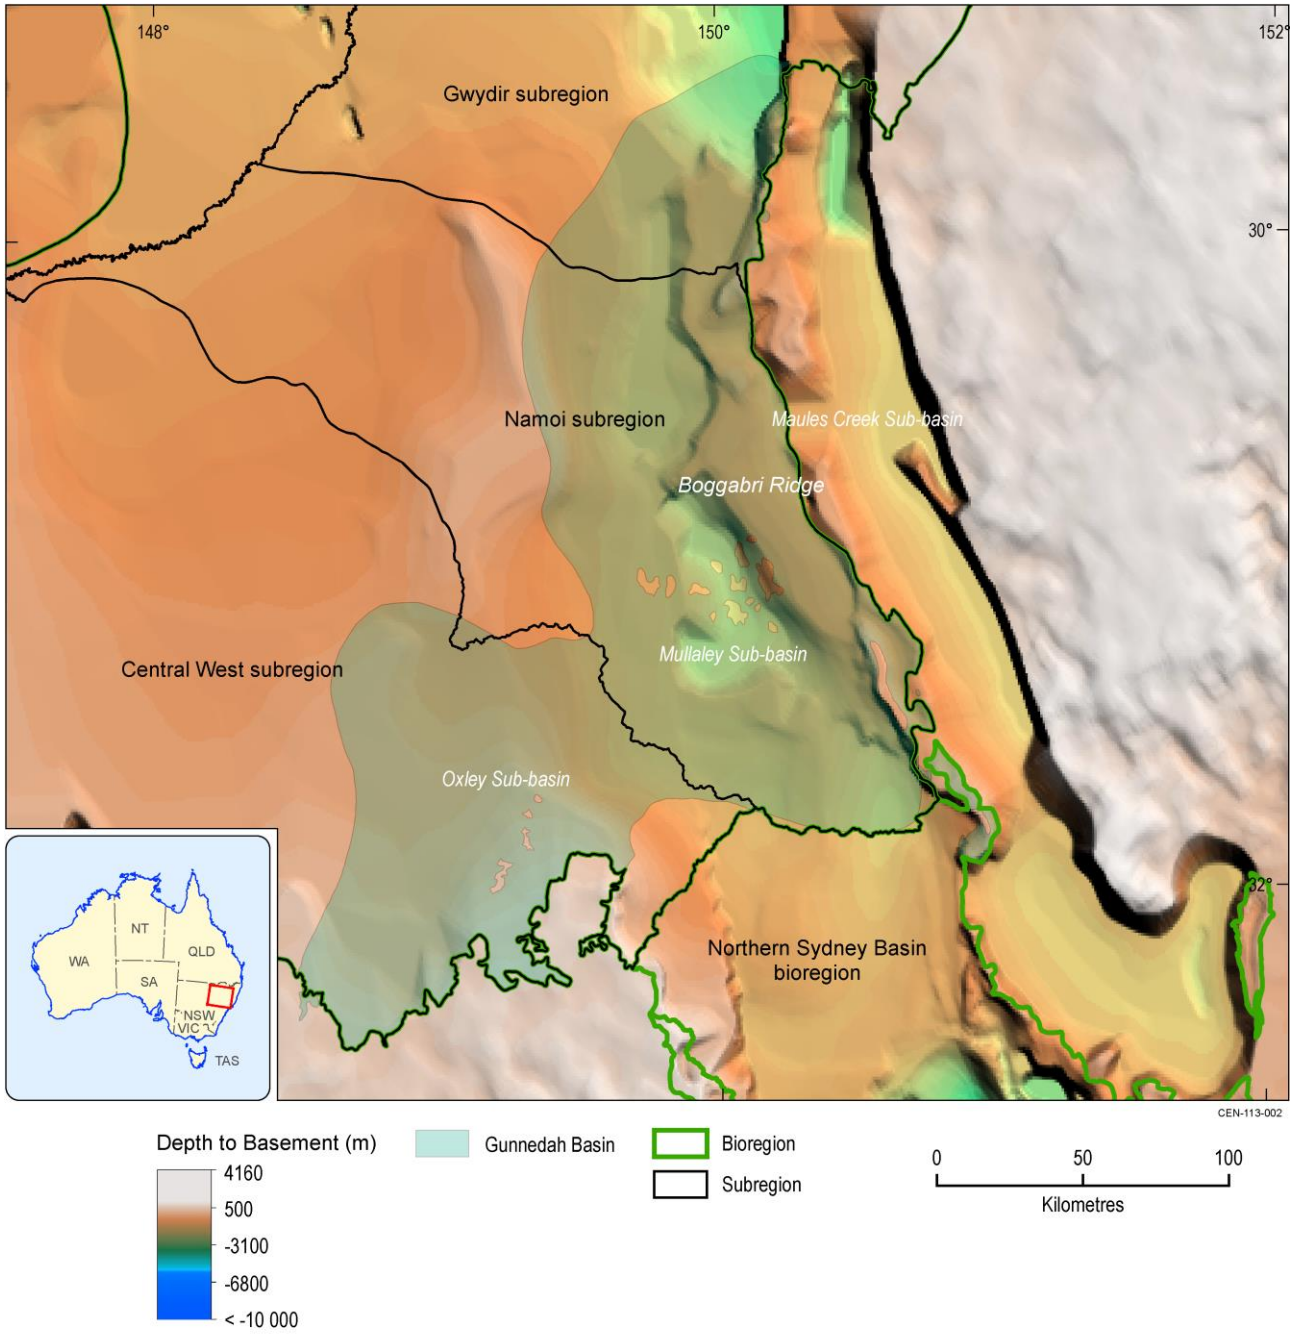 148°
150°
152°
Gwydir subregion
30°
Namoi subregion
Maules Creek Sub-basin
Boggabri Ridge
Mullaley Sub-basin
Central West subregion
Oxley Sub-basin
32°
Northern Sydney Basin
bioregion
NT
QLD
WA
SA
NSW
VIC
TAS
CEN-113-002
Depth to Basement (m)
4160
500
-3100
-6800
< -10 000
Gunnedah Basin
Bioregion
Subregion
0 50 100
Kilometres